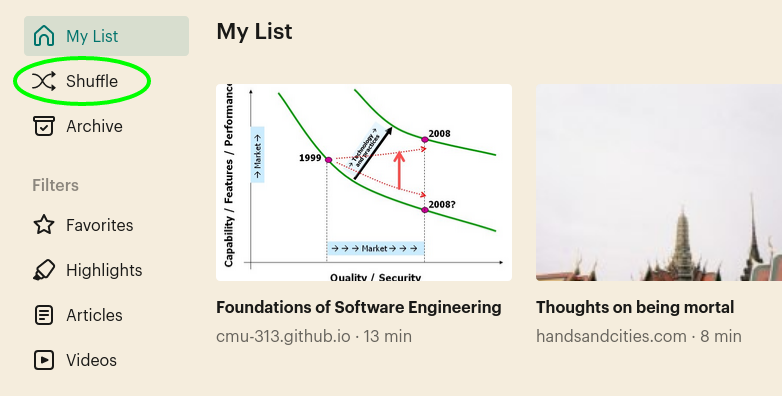 My List
Shuffle
Archive
Filters
Favorites
Highlights
Articles
Videos
My List
Capability / Features / Performance
Market →
1999
→ Technology →
and practices
2008
2008?
→ → → Market → → →
Quality / Security
Foundations of Software Engineering
cmu-313.github.io · 13 min
Thoughts on being mortal
handsandcities.com · 8 min